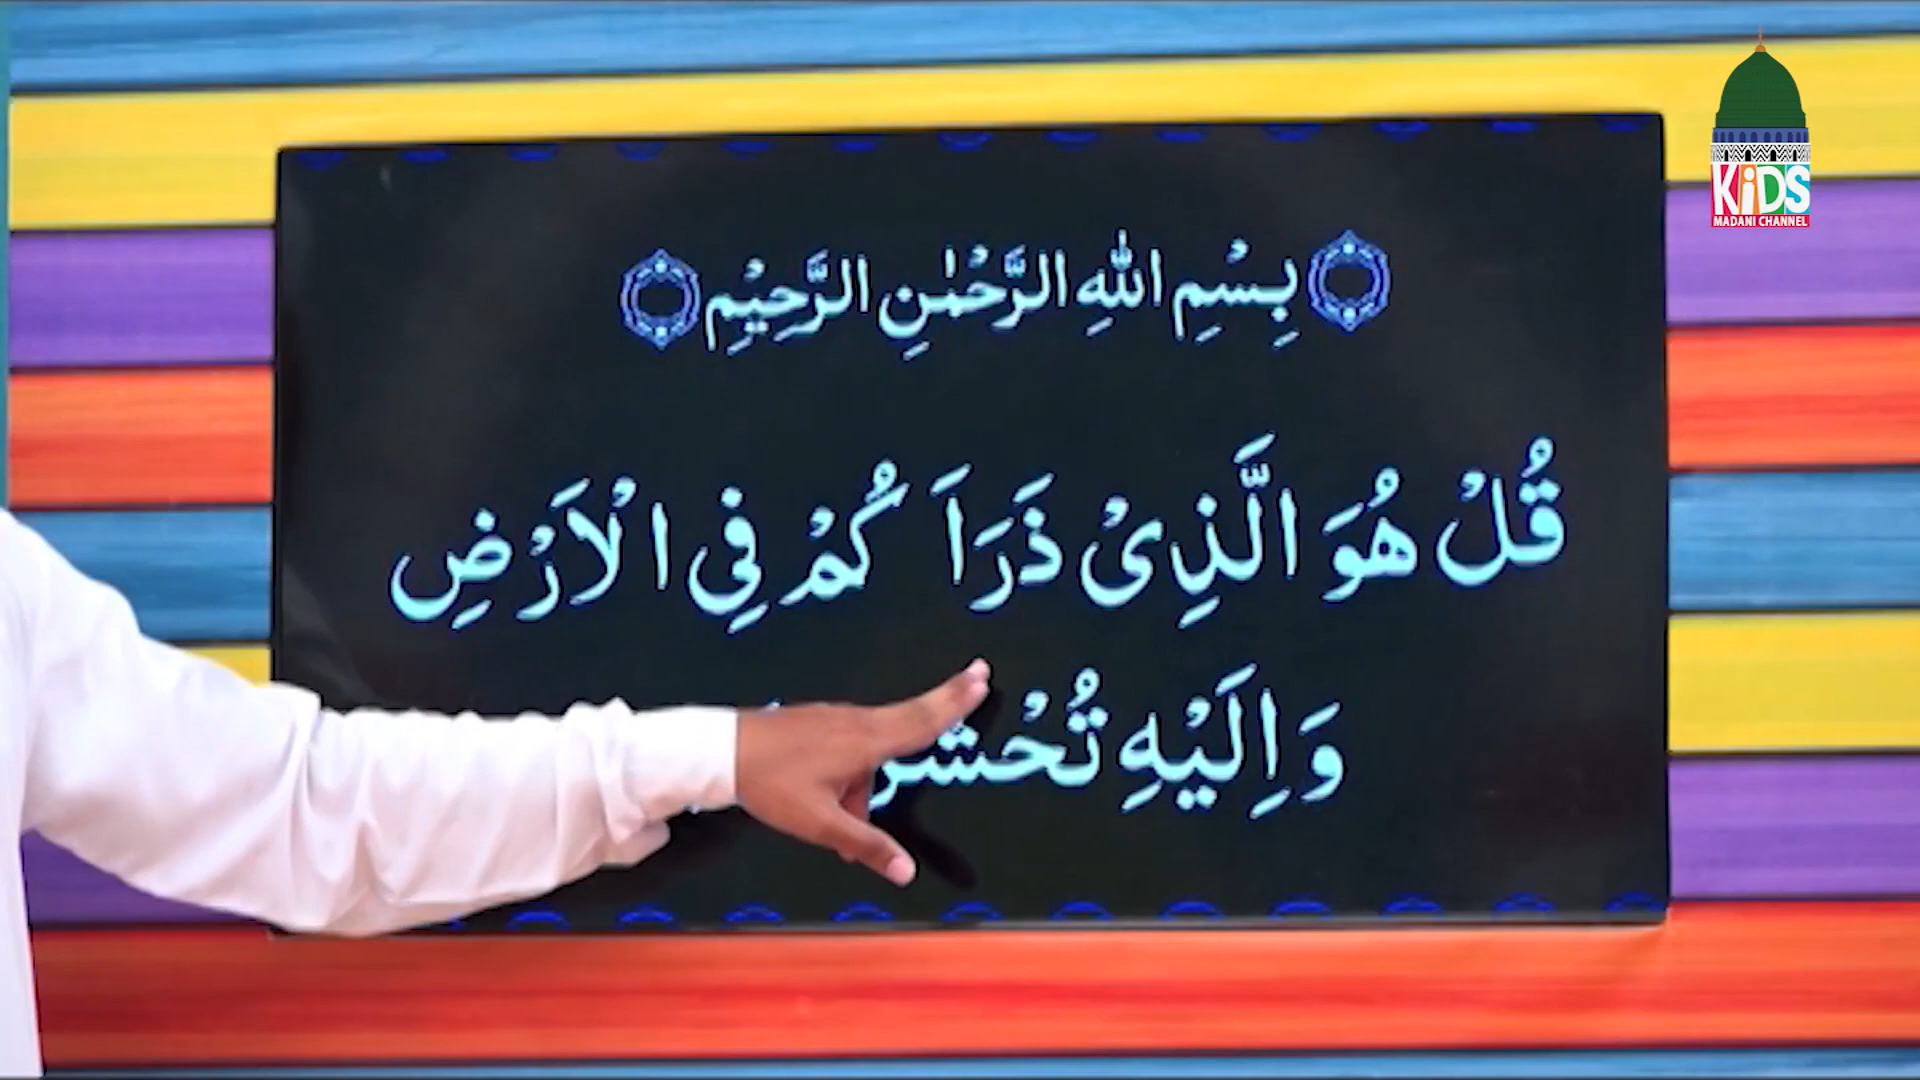 بِسْمِ اللّٰهِ الرَّحْمٰنِ الرَّحِيْمِ
قُلْ هُوَ الَّذِىْ ذَرَاَ كُمْ فِى الْاَرْضِ
وَ اِلَيْهِ
KiDS
MADANI CHANNEL